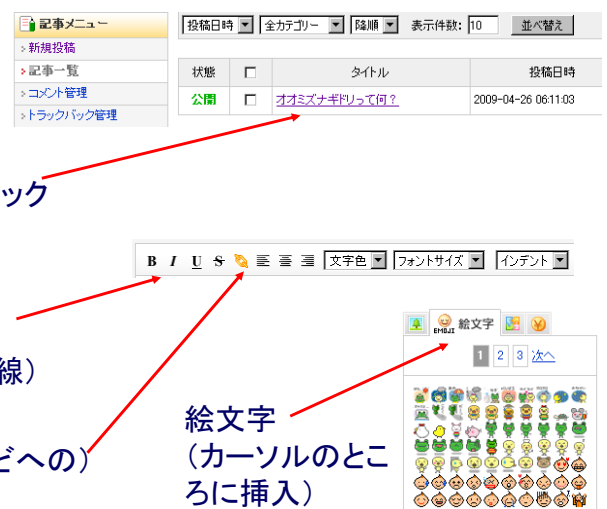 記事メニュー
投稿日時 全カテゴリー 降順 表示件数: 10 並べ替え
新規投稿
記事一覧
コメント管理
トラックバック管理
状態 タイトル 投稿日時
公開 オオミズナギドリって何？ 2009-04-26 06:11:03
ック
B I U S 文字色 フォントサイズ インデント
EMOJI 絵文字
1 2 3 次へ
線）
どへの）
絵文字
（カーソルのとこ
ろに挿入）